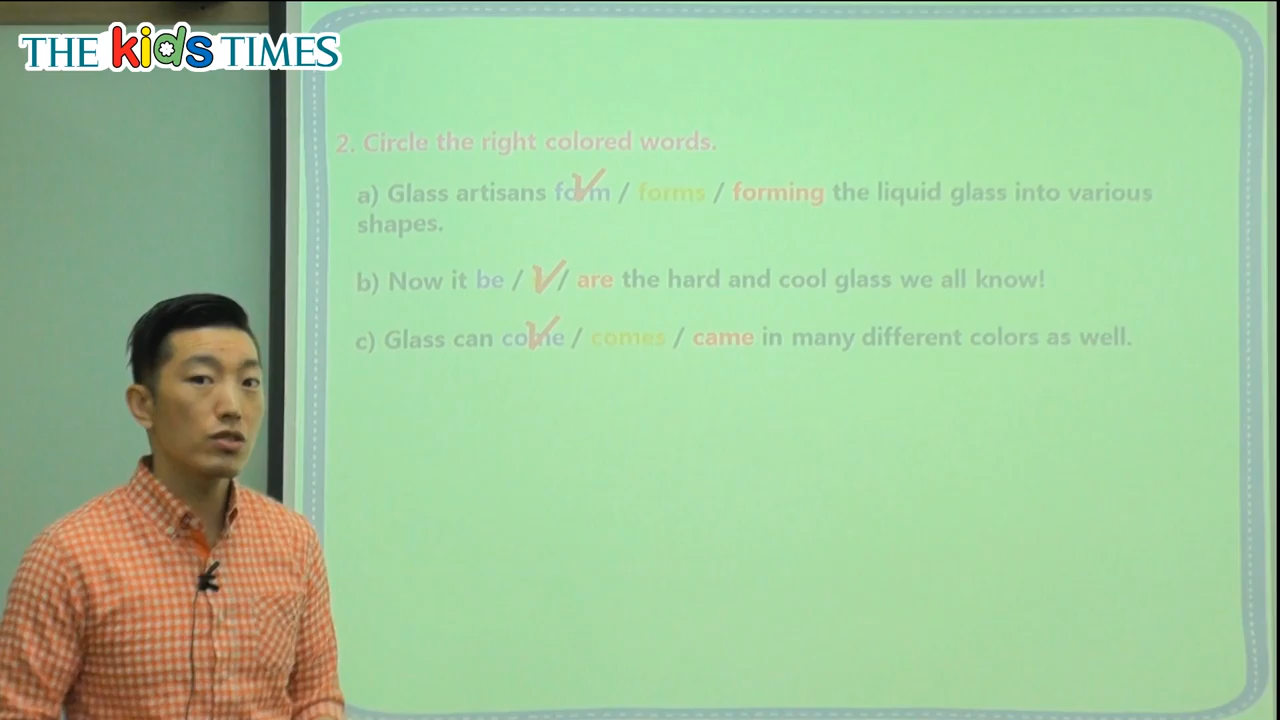 THE kids TIMES
2. Circle the right colored words.
a) Glass artisans form / forms / forming the liquid glass into various
shapes.
b) Now it be / / are the hard and cool glass we all know!
c) Glass can come / comes / came in many different colors as well.